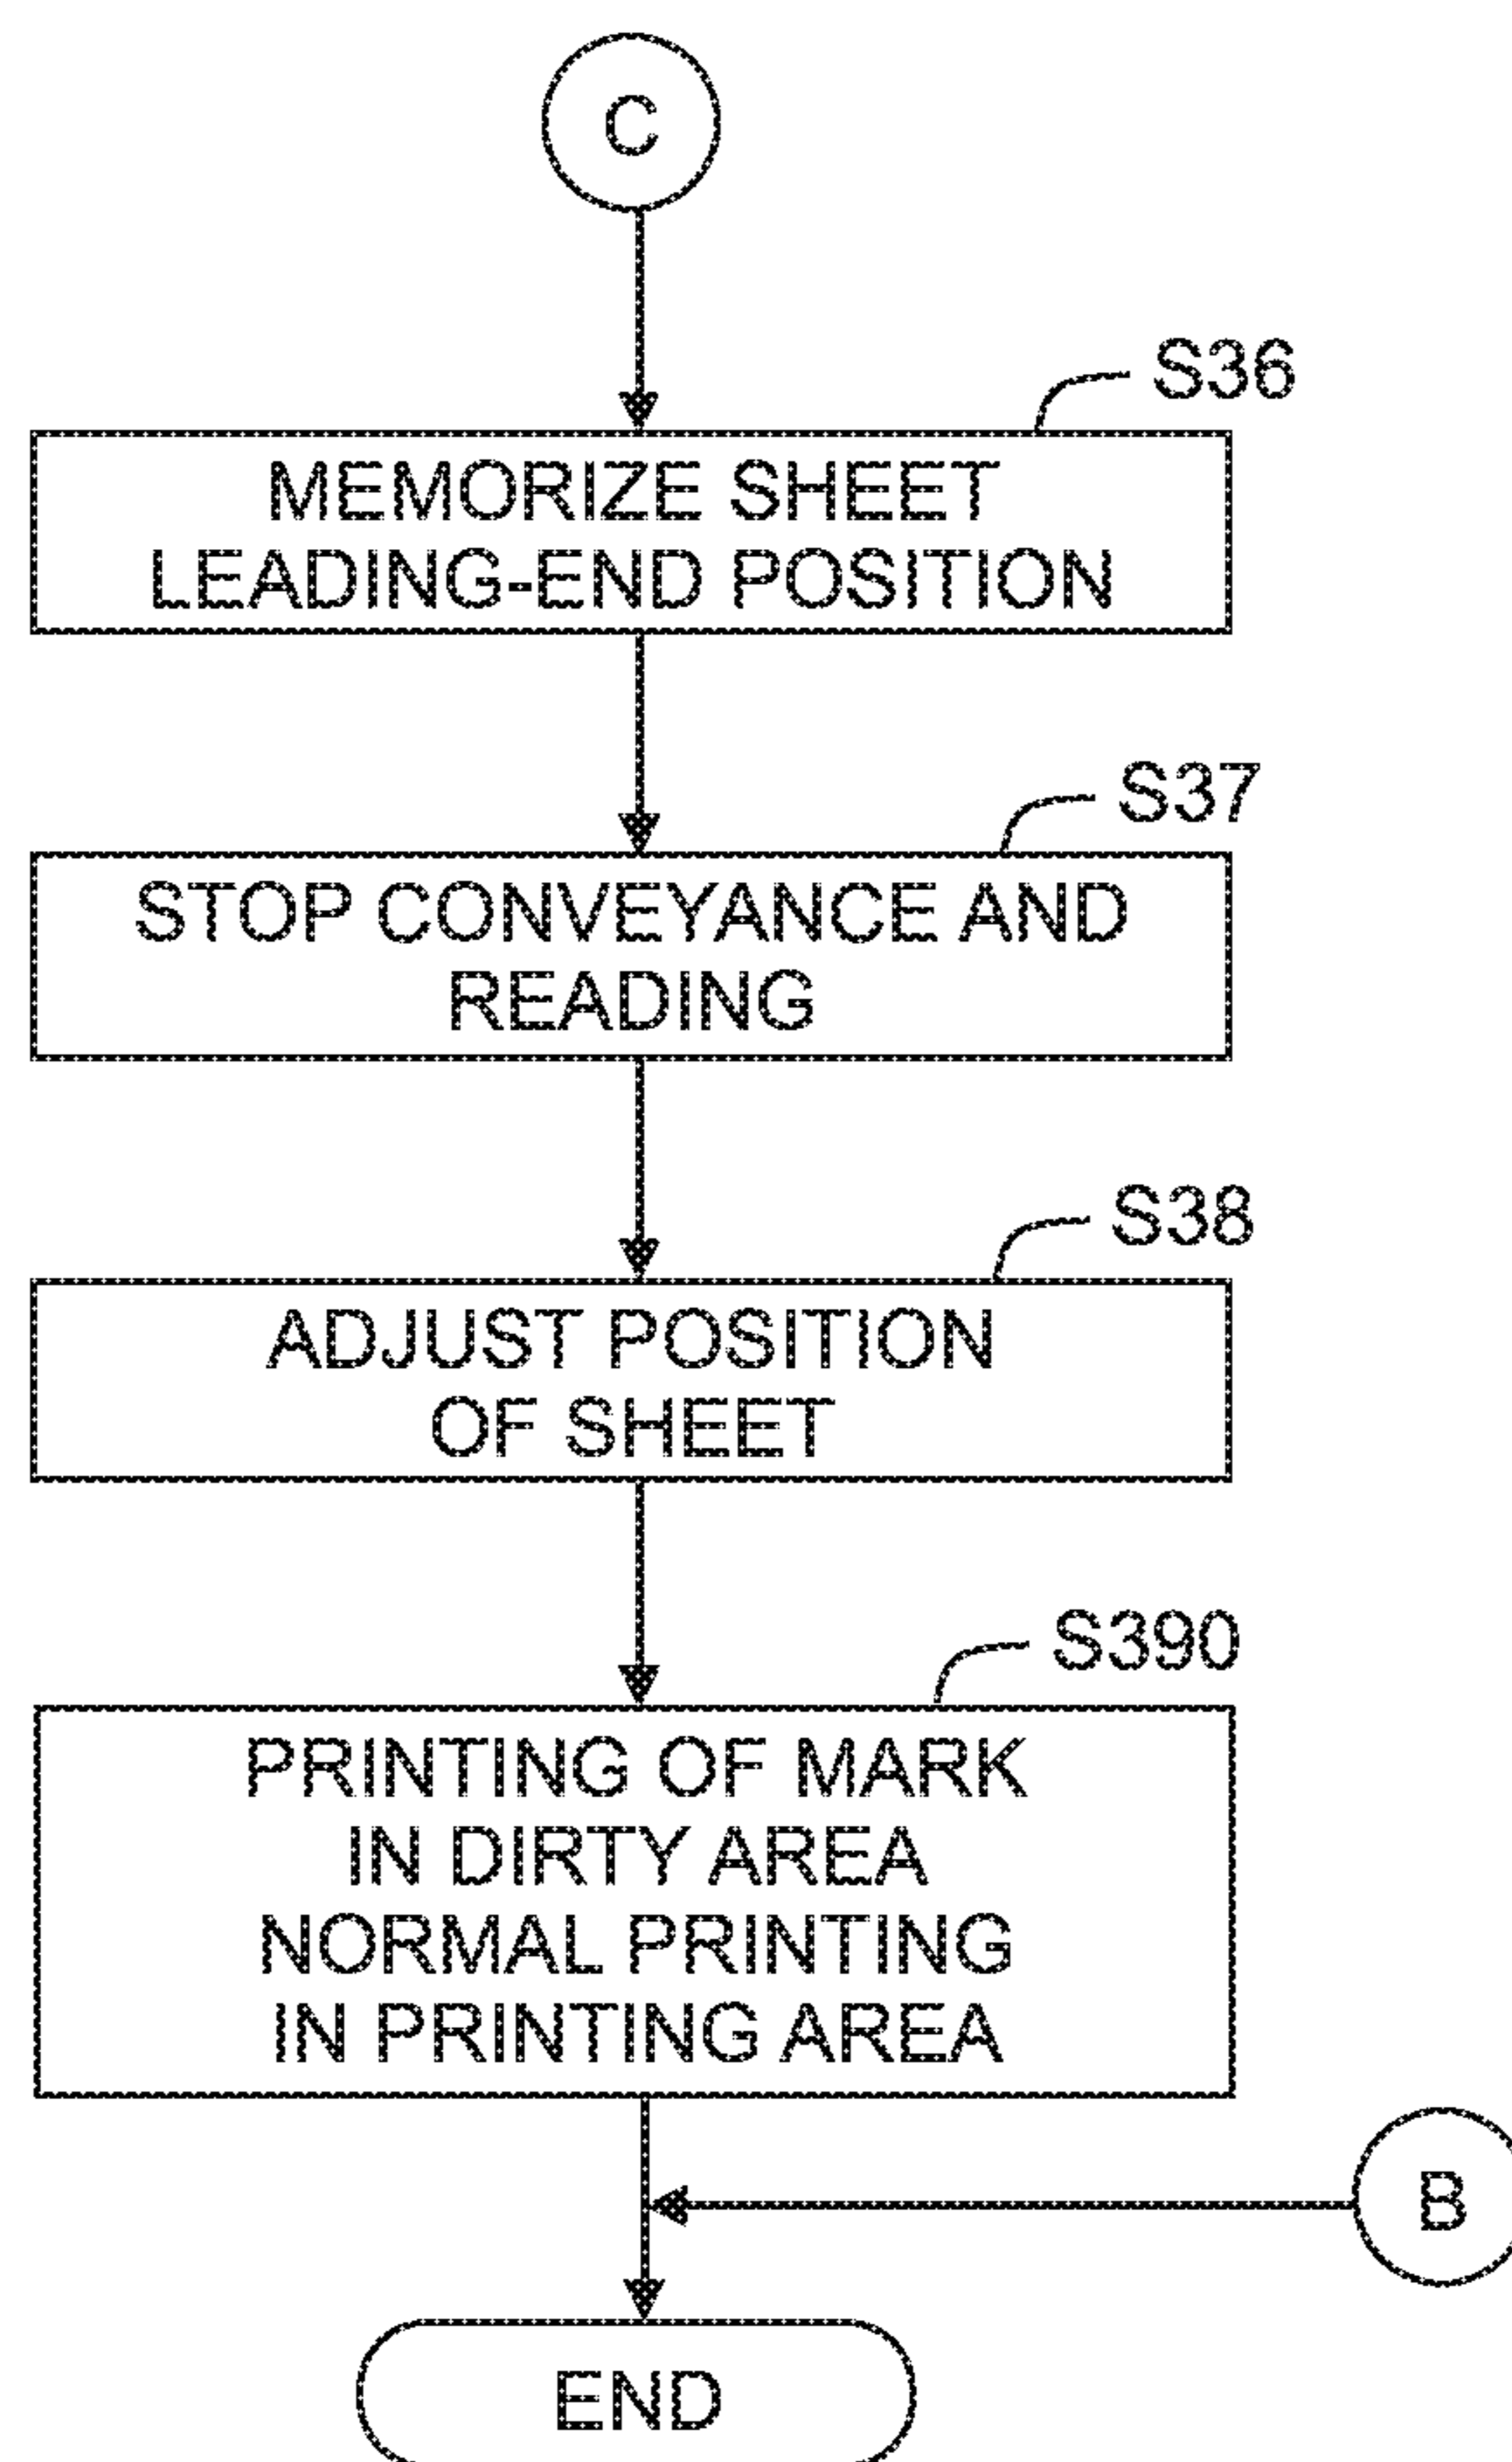 C
S36
MEMORIZE SHEET
LEADING-END POSITION
S37
STOP CONVEYANCE AND
READING
S38
ADJUST POSITION
OF SHEET
S390
PRINTING OF MARK
IN DIRTY AREA
NORMAL PRINTING
IN PRINTING AREA
B
END